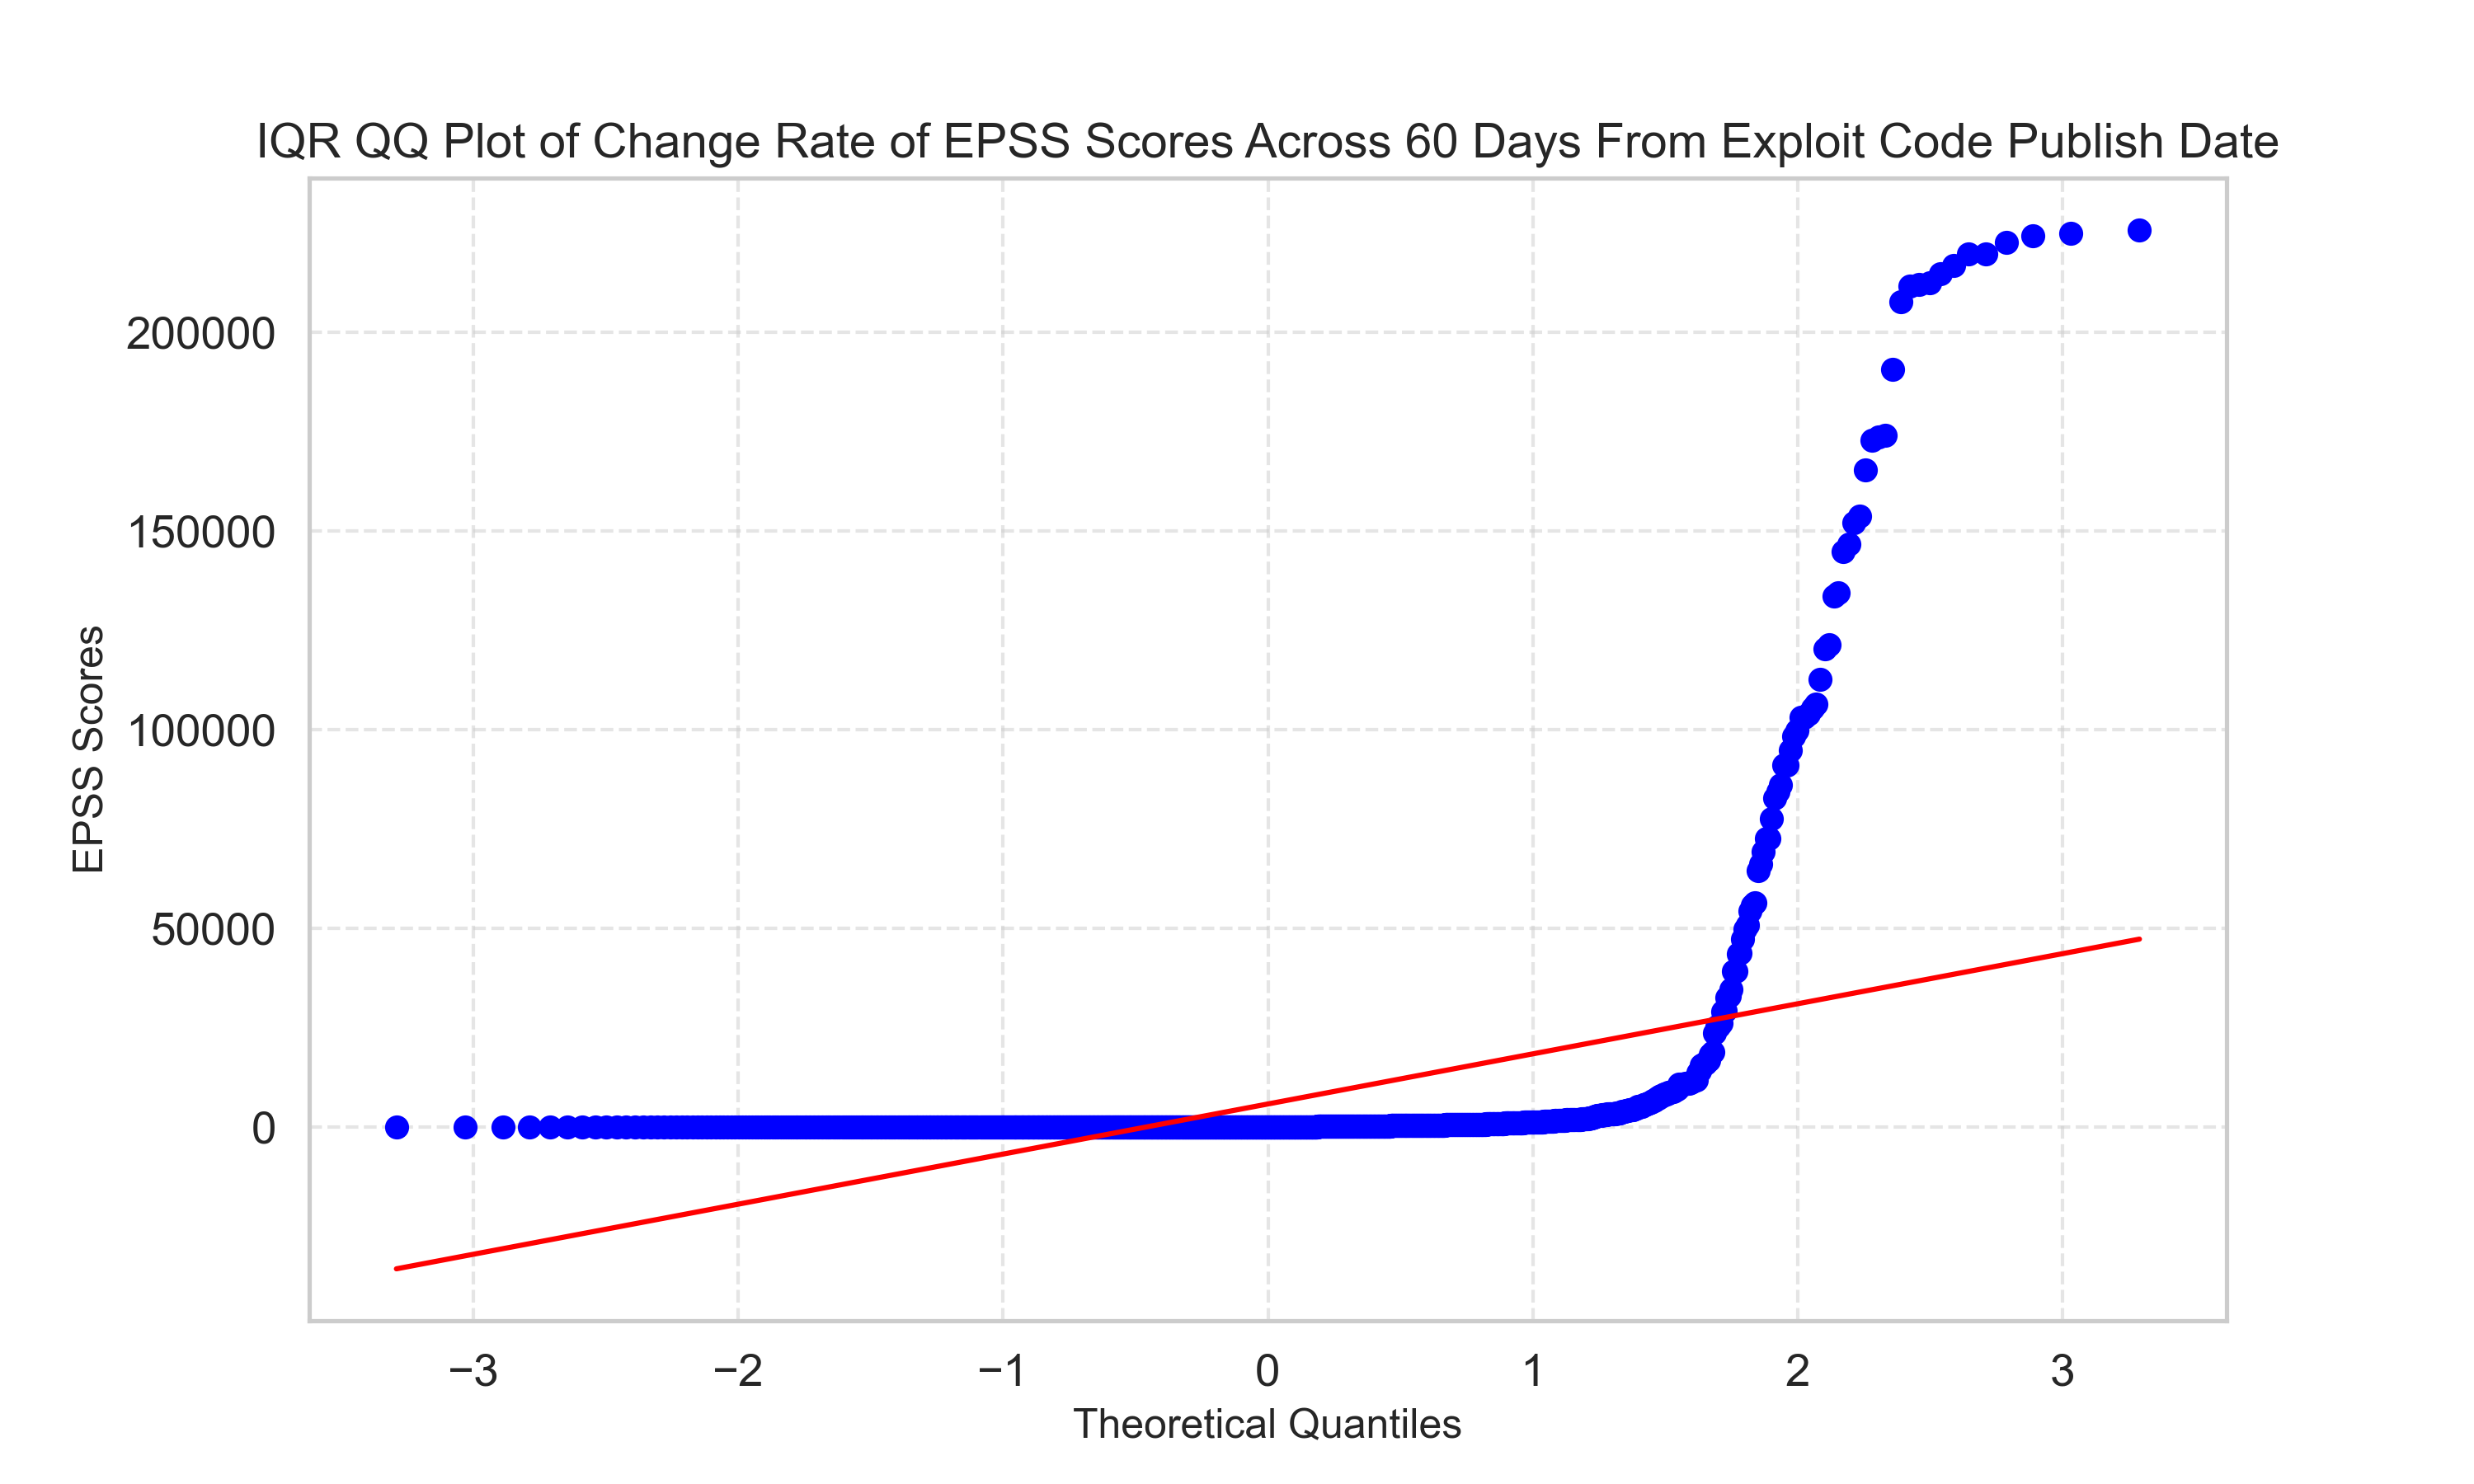 IQR QQ Plot of Change Rate of EPSS Scores Across 60 Days From Exploit Code Publish Date
EPSS Scores
200000
150000
100000
50000
0
−3 −2 −1 0 1 2 3
Theoretical Quantiles